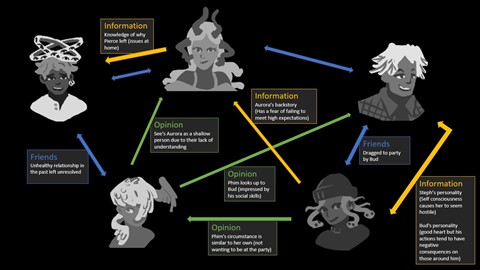 Information
Knowledge of why
Pierce left (issues at
home)
Opinion
See's Aurora as a shallow
person due to their lack of
understanding
Information
Aurora's backstory
(Has a fear of failing to
meet high expectations)
Friends
Unhealthy relationship in
the past left unresolved
Opinion
Phim looks up to
Bud (impressed by
his social skills)
Friends
Dragged to party
by Bud
Opinion
Phim's circumstance is
similar to her own (not
wanting to be at the party)
Information
Steph's personality
(Self consciousness
causes her to seem
hostile)
Bud's personality
(good heart but his
actions tend to have
negative
consequences on
those around him)